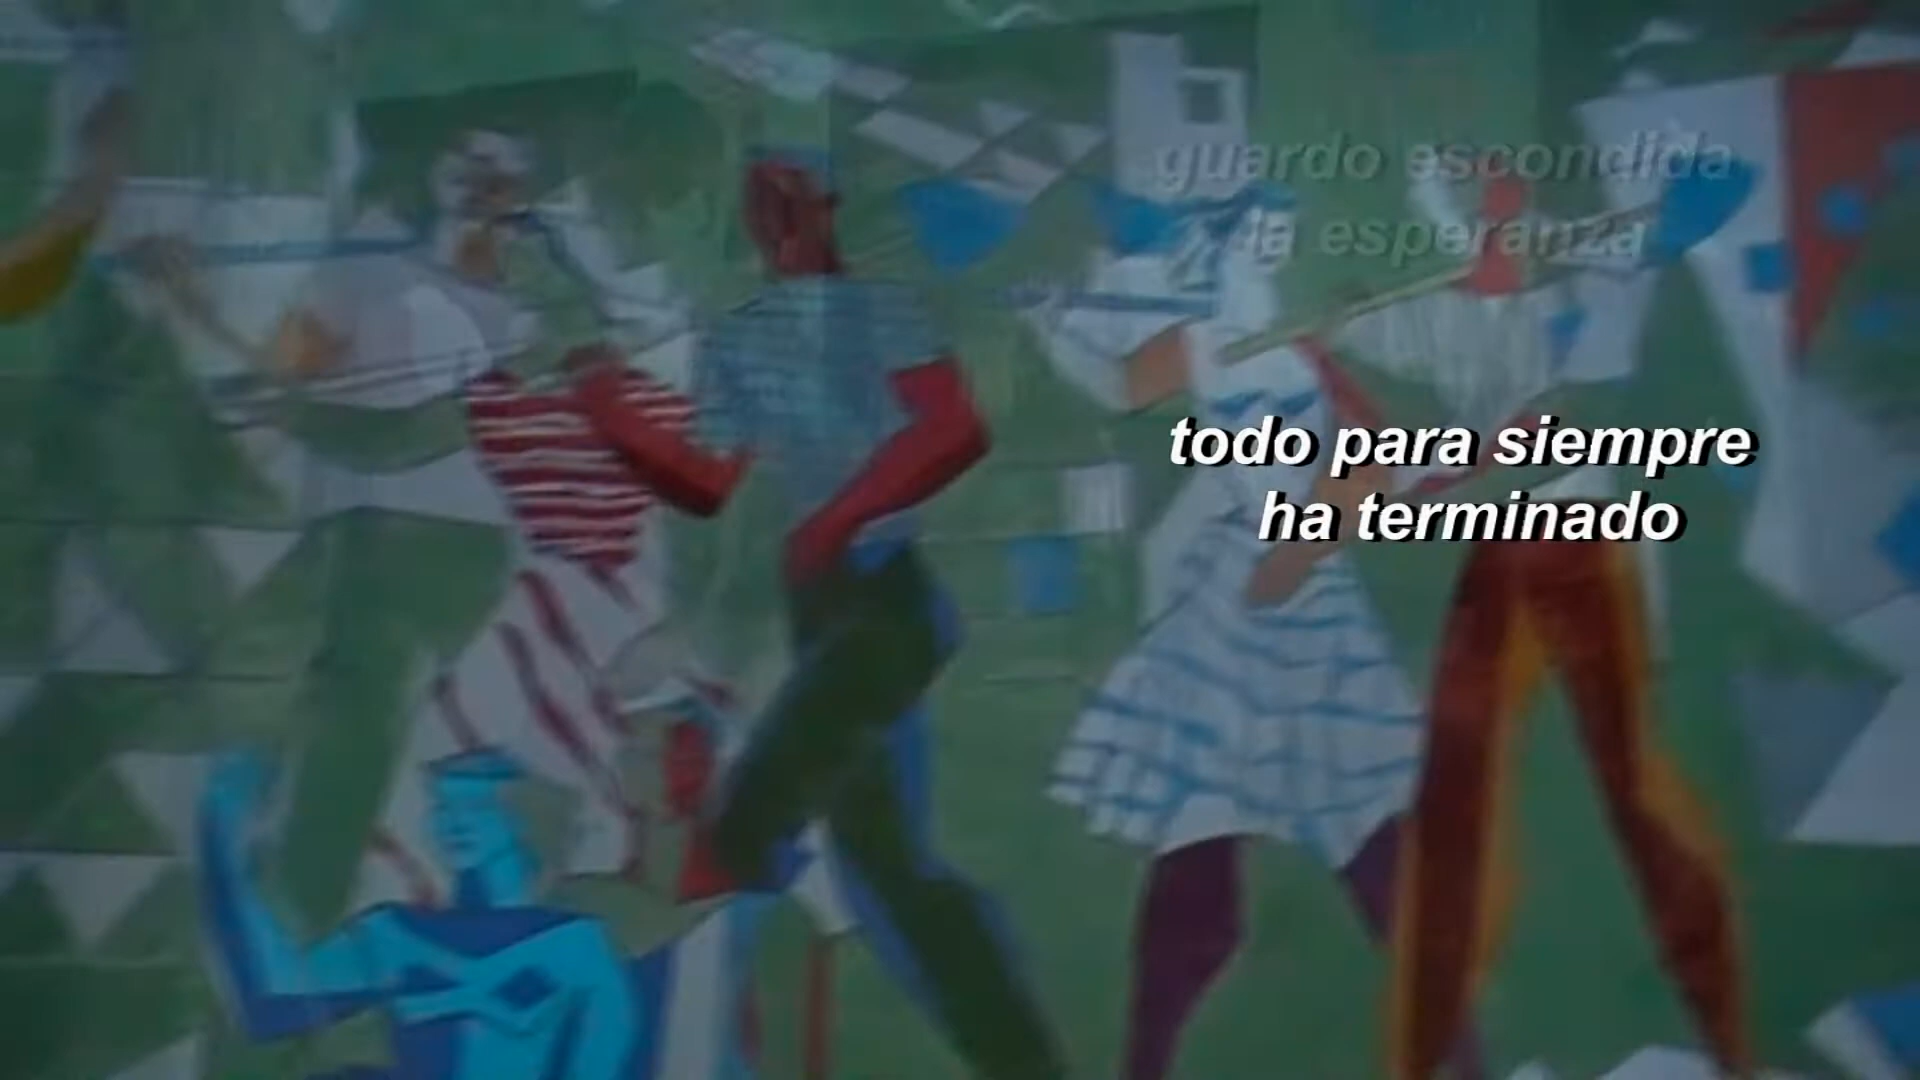 guardo escondida
la esperanza
todo para siempre
ha terminado